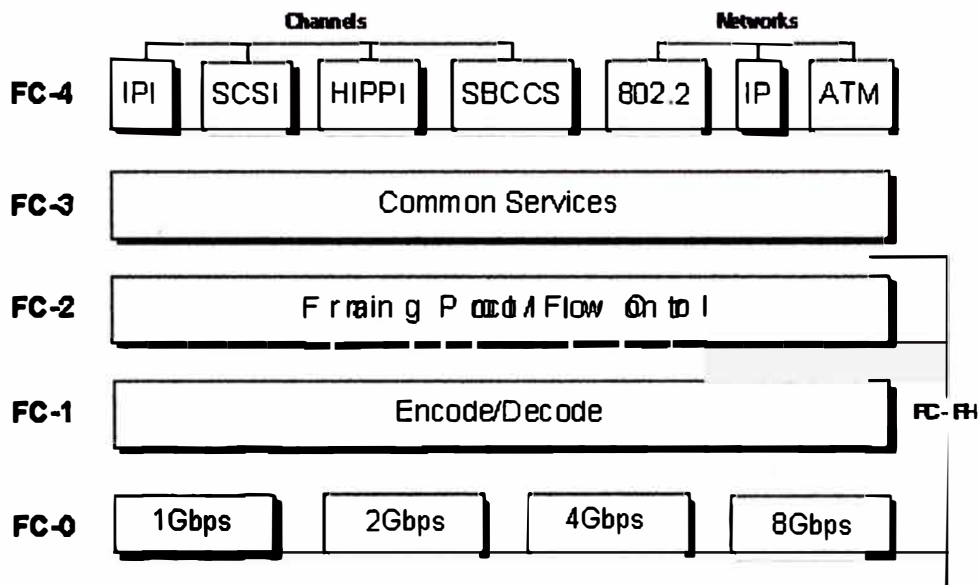 Channels Networks
FC-4 IPI SCSI HIPPI SBCCS 802.2 IP ATM
FC-3 Common Services
FC-2 Flow
FC-1 Encode/Decode
FC-0 1Gbps 2Gbps 4Gbps 8Gbps